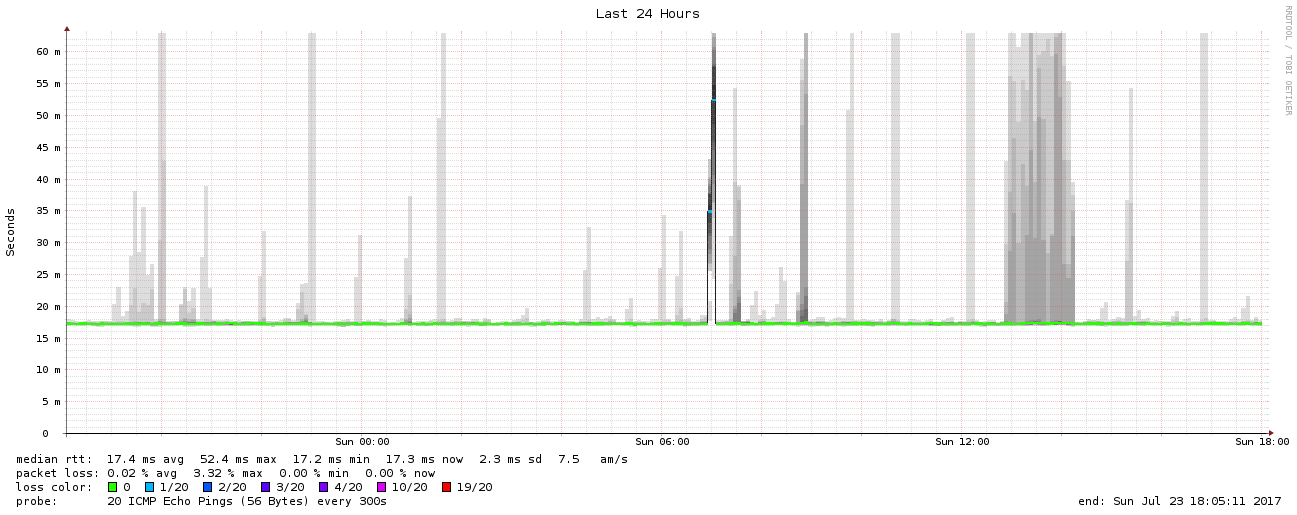 Last 24 Hours
RRDTOOL / TOBI OETIKER
Seconds
60 m
55 m
50 m
45 m
40 m
35 m
30 m
25 m
20 m
15 m
10 m
5 m
0
Sun 00:00 Sun 06:00 Sun 12:00 Sun 18:00
median rtt: 17.4 ms avg 52.4 ms max 17.2 ms min 17.3 ms now 2.3 ms sd 7.5 am/s
packet loss: 0.02 % avg 3.32 % max 0.00 % min 0.00 % now
loss color: 0 1/20 2/20 3/20 4/20 10/20 19/20
probe: 20 ICMP Echo Pings (56 Bytes) every 300s end: Sun Jul 23 18:05:11 2017